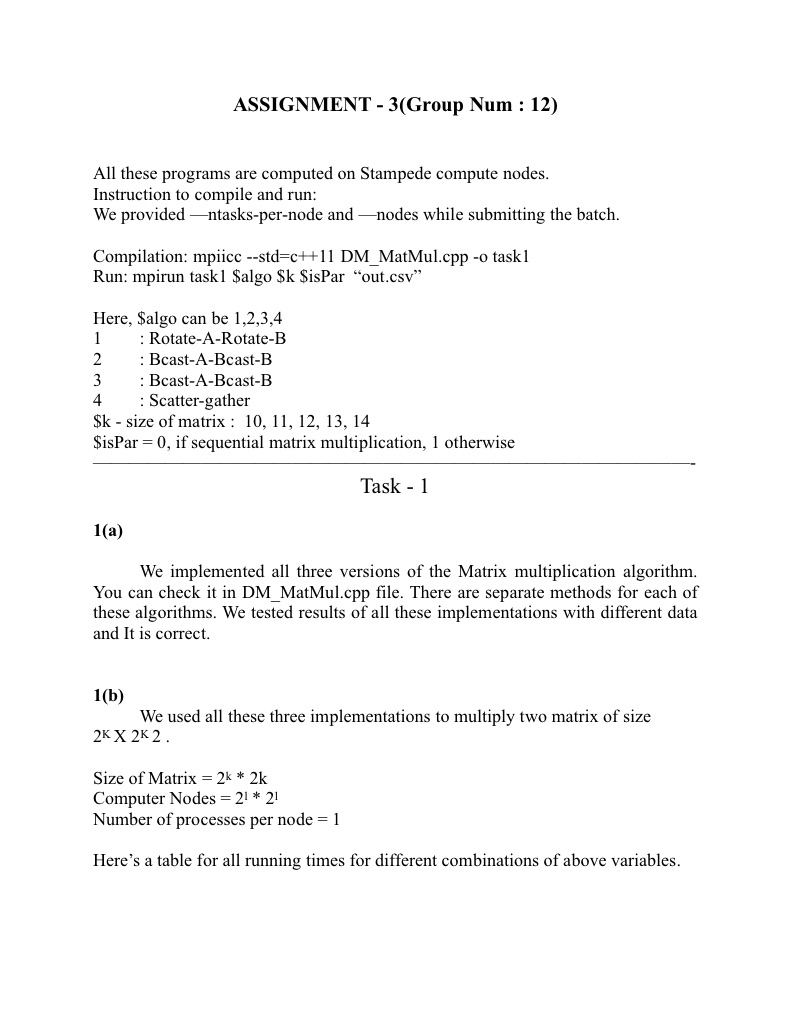 ASSIGNMENT - 3(Group Num : 12)
All these programs are computed on Stampede compute nodes.
Instruction to compile and run:
We provided —ntasks-per-node and —nodes while submitting the batch.
Compilation: mpiicc --std=c++11 DM_MatMul.cpp -o task1
Run: mpirun task1 $algo $k $isPar “out.csv”
Here, $algo can be 1,2,3,4
1 : Rotate-A-Rotate-B
2 : Bcast-A-Bcast-B
3 : Bcast-A-Bcast-B
4 : Scatter-gather
$k - size of matrix : 10, 11, 12, 13, 14
$isPar = 0, if sequential matrix multiplication, 1 otherwise
——————————————————————————————————-
Task - 1
1(a)
We implemented all three versions of the Matrix multiplication algorithm.
You can check it in DM_MatMul.cpp file. There are separate methods for each of
these algorithms. We tested results of all these implementations with different data
and It is correct.
1(b)
We used all these three implementations to multiply two matrix of size
2ᴷ X 2ᴷ 2 .
Size of Matrix = 2ᵏ * 2k
Computer Nodes = 2ˡ * 2ˡ
Number of processes per node = 1
Here’s a table for all running times for different combinations of above variables.